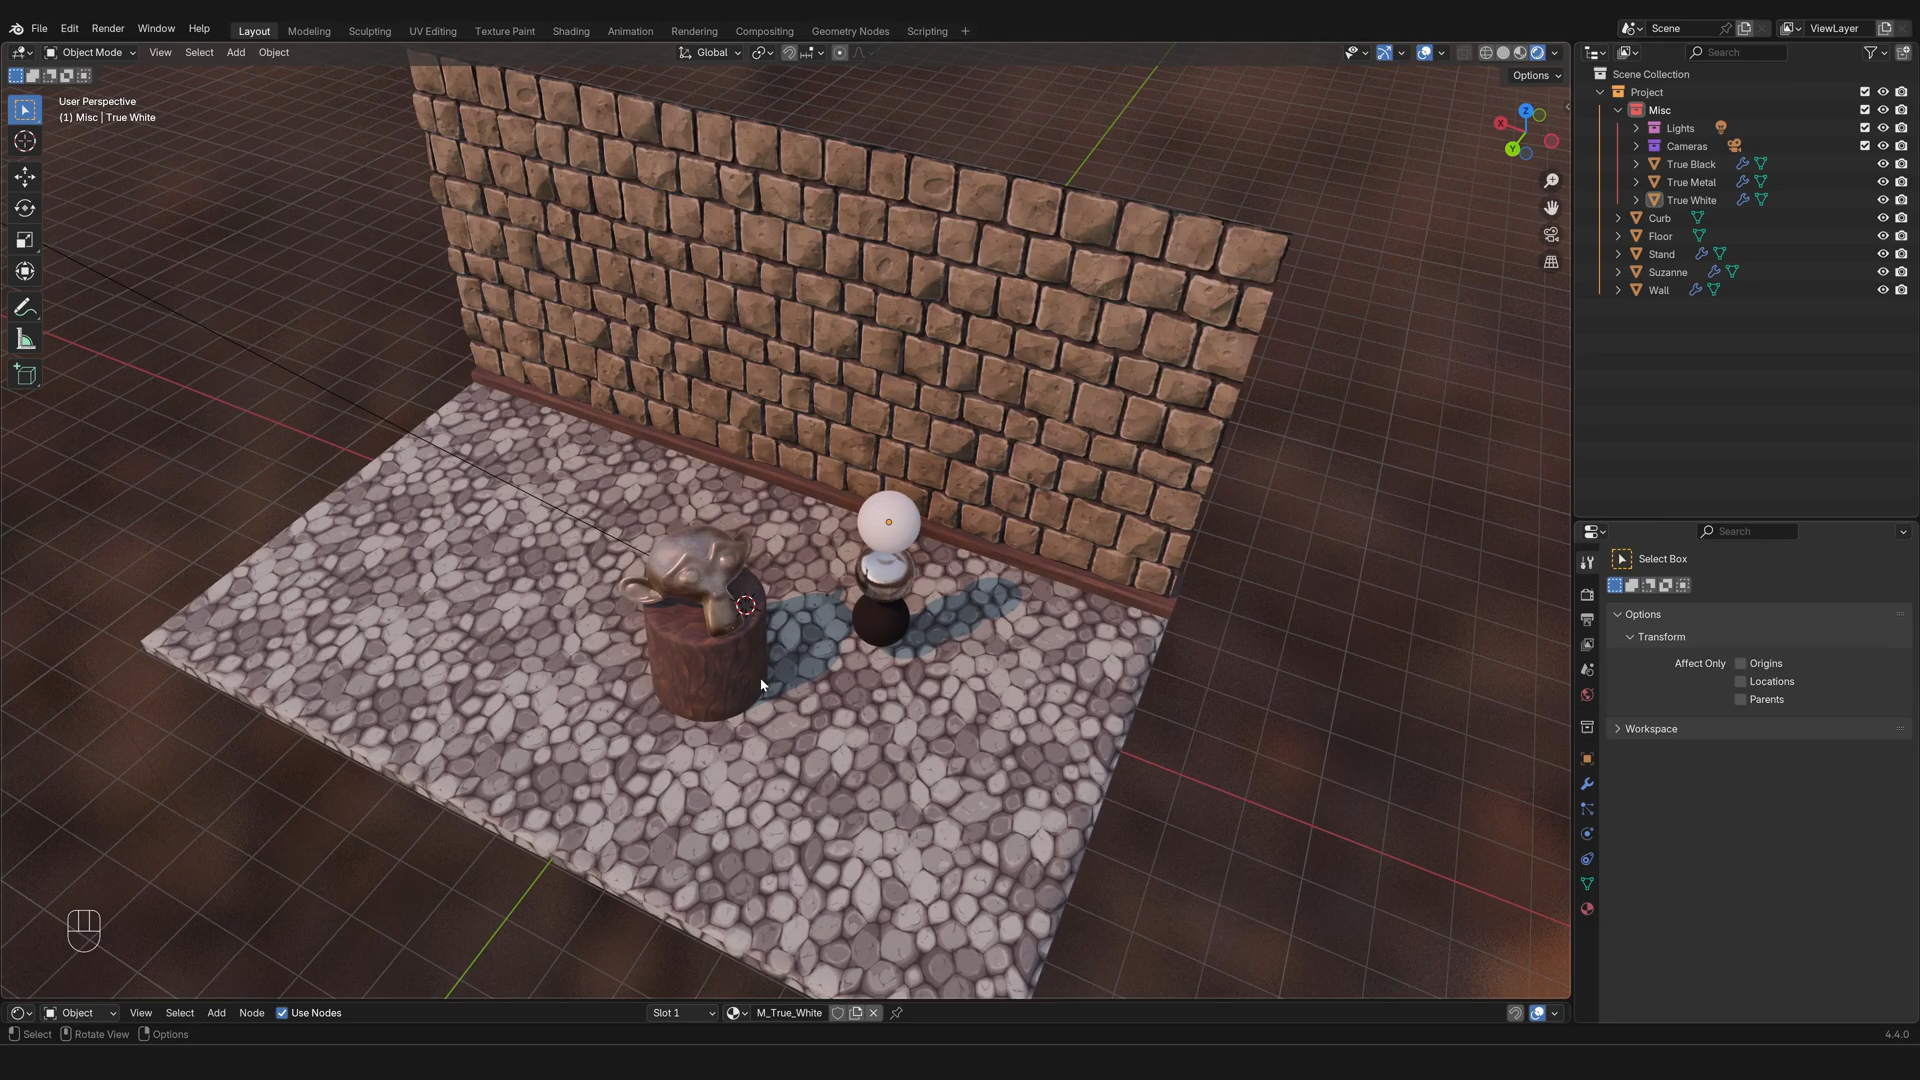 File Edit Render Window Help Layout Modeling Sculpting UV Editing Texture Paint Shading Animation Rendering Compositing Geometry Nodes Scripting + Scene ViewLayer
Object Mode View Select Add Object Global Search
Options
User Perspective
(1) Misc | True White
X
Y
Z
Scene Collection
Project
Misc
Lights
Cameras
True Black
True Metal
True White
Curb
Floor
Stand
Suzanne
Wall
Search
Select Box
Options
Transform
Affect Only Origins
Locations
Parents
Workspace
Object View Select Add Node Use Nodes Slot 1 M_True_White
Select Rotate View Options 4.4.0